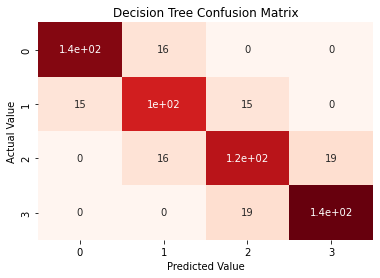 Decision Tree Confusion Matrix
Actual Value
0 1.4e+02 16 0 0
1 15 1e+02 15 0
2 0 16 1.2e+02 19
3 0 0 19 1.4e+02
0 1 2 3
Predicted Value